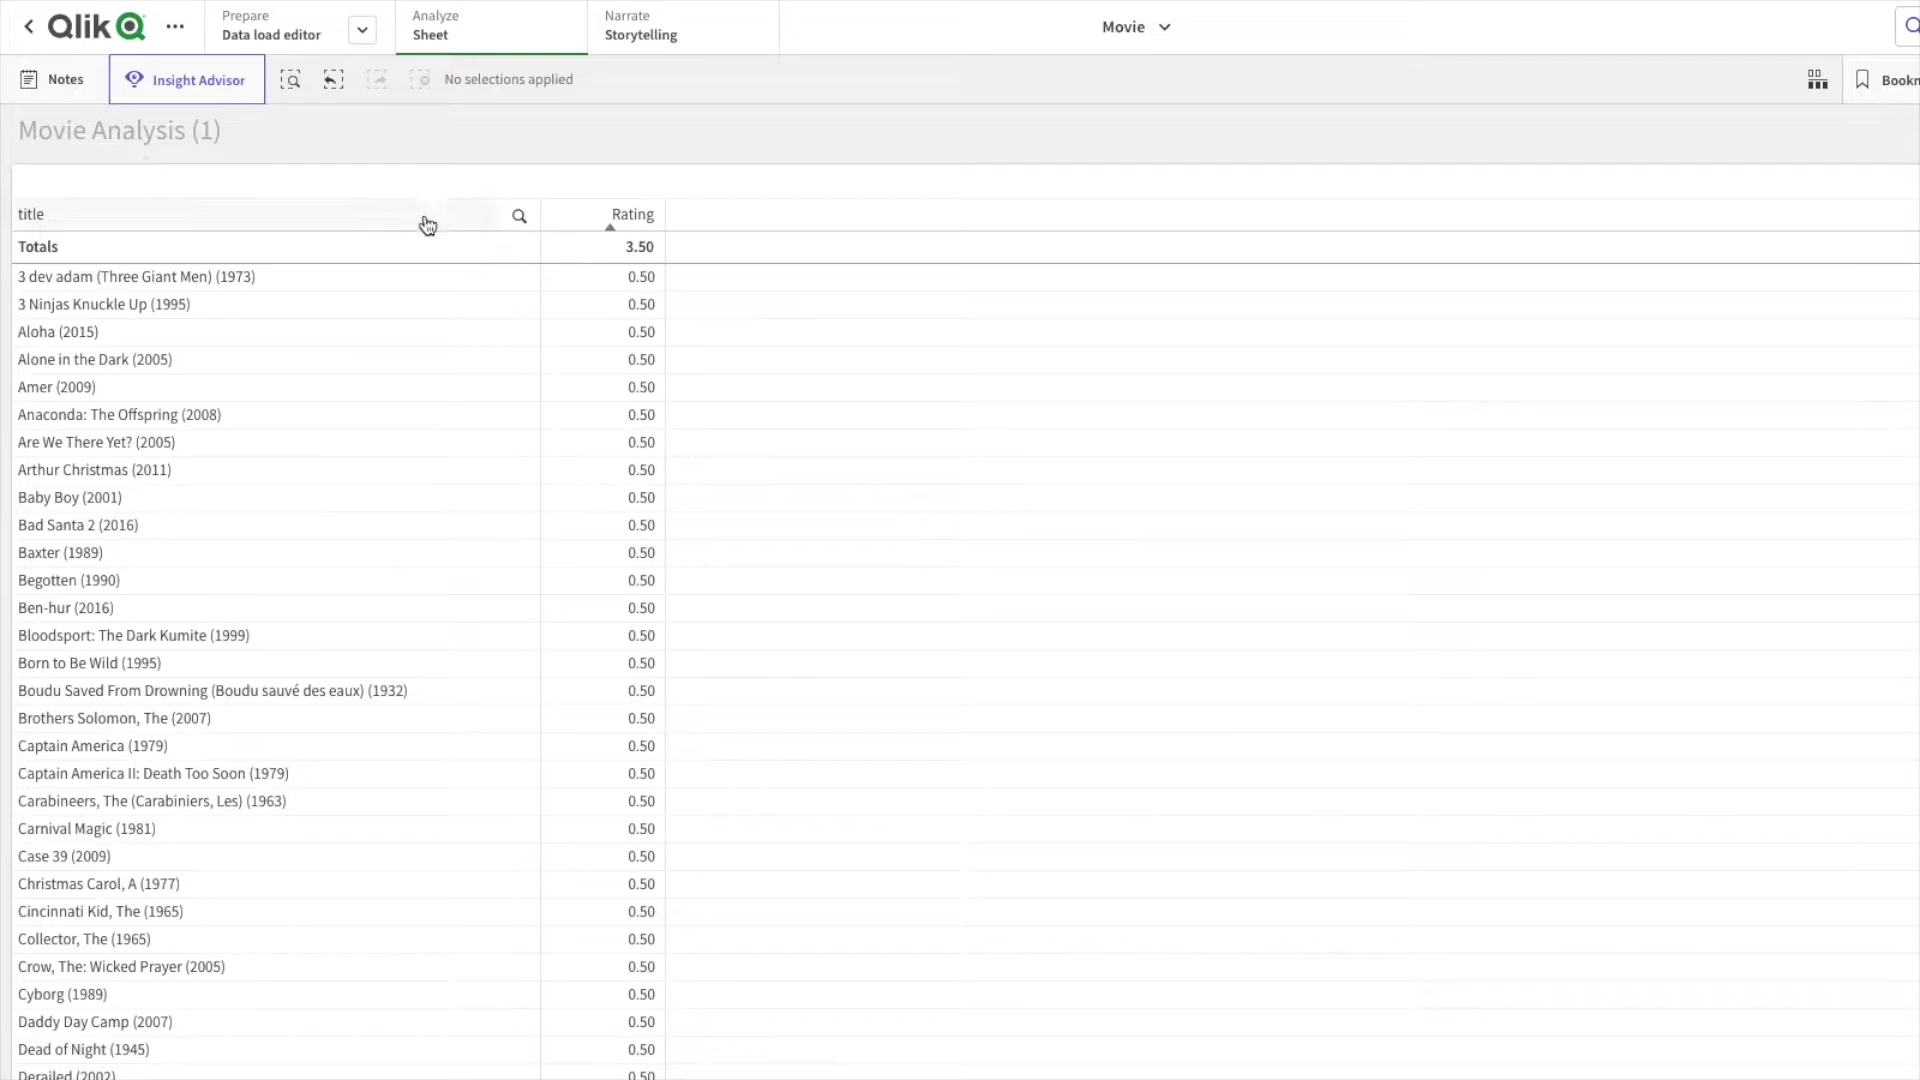 Qlik
Prepare
Data load editor
Analyze
Sheet
Narrate
Storytelling
Movie
Notes
Insight Advisor
No selections applied
Bookn
Movie Analysis (1)
title Rating
Totals 3.50
3 dev adam (Three Giant Men) (1973) 0.50
3 Ninjas Knuckle Up (1995) 0.50
Aloha (2015) 0.50
Alone in the Dark (2005) 0.50
Amer (2009) 0.50
Anaconda: The Offspring (2008) 0.50
Are We There Yet? (2005) 0.50
Arthur Christmas (2011) 0.50
Baby Boy (2001) 0.50
Bad Santa 2 (2016) 0.50
Baxter (1989) 0.50
Begotten (1990) 0.50
Ben-hur (2016) 0.50
Bloodsport: The Dark Kumite (1999) 0.50
Born to Be Wild (1995) 0.50
Boudu Saved From Drowning (Boudu sauvé des eaux) (1932) 0.50
Brothers Solomon, The (2007) 0.50
Captain America (1979) 0.50
Captain America II: Death Too Soon (1979) 0.50
Carabineers, The (Carabiniers, Les) (1963) 0.50
Carnival Magic (1981) 0.50
Case 39 (2009) 0.50
Christmas Carol, A (1977) 0.50
Cincinnati Kid, The (1965) 0.50
Collector, The (1965) 0.50
Crow, The: Wicked Prayer (2005) 0.50
Cyborg (1989) 0.50
Daddy Day Camp (2007) 0.50
Dead of Night (1945) 0.50
Derailed (2002) 0.50